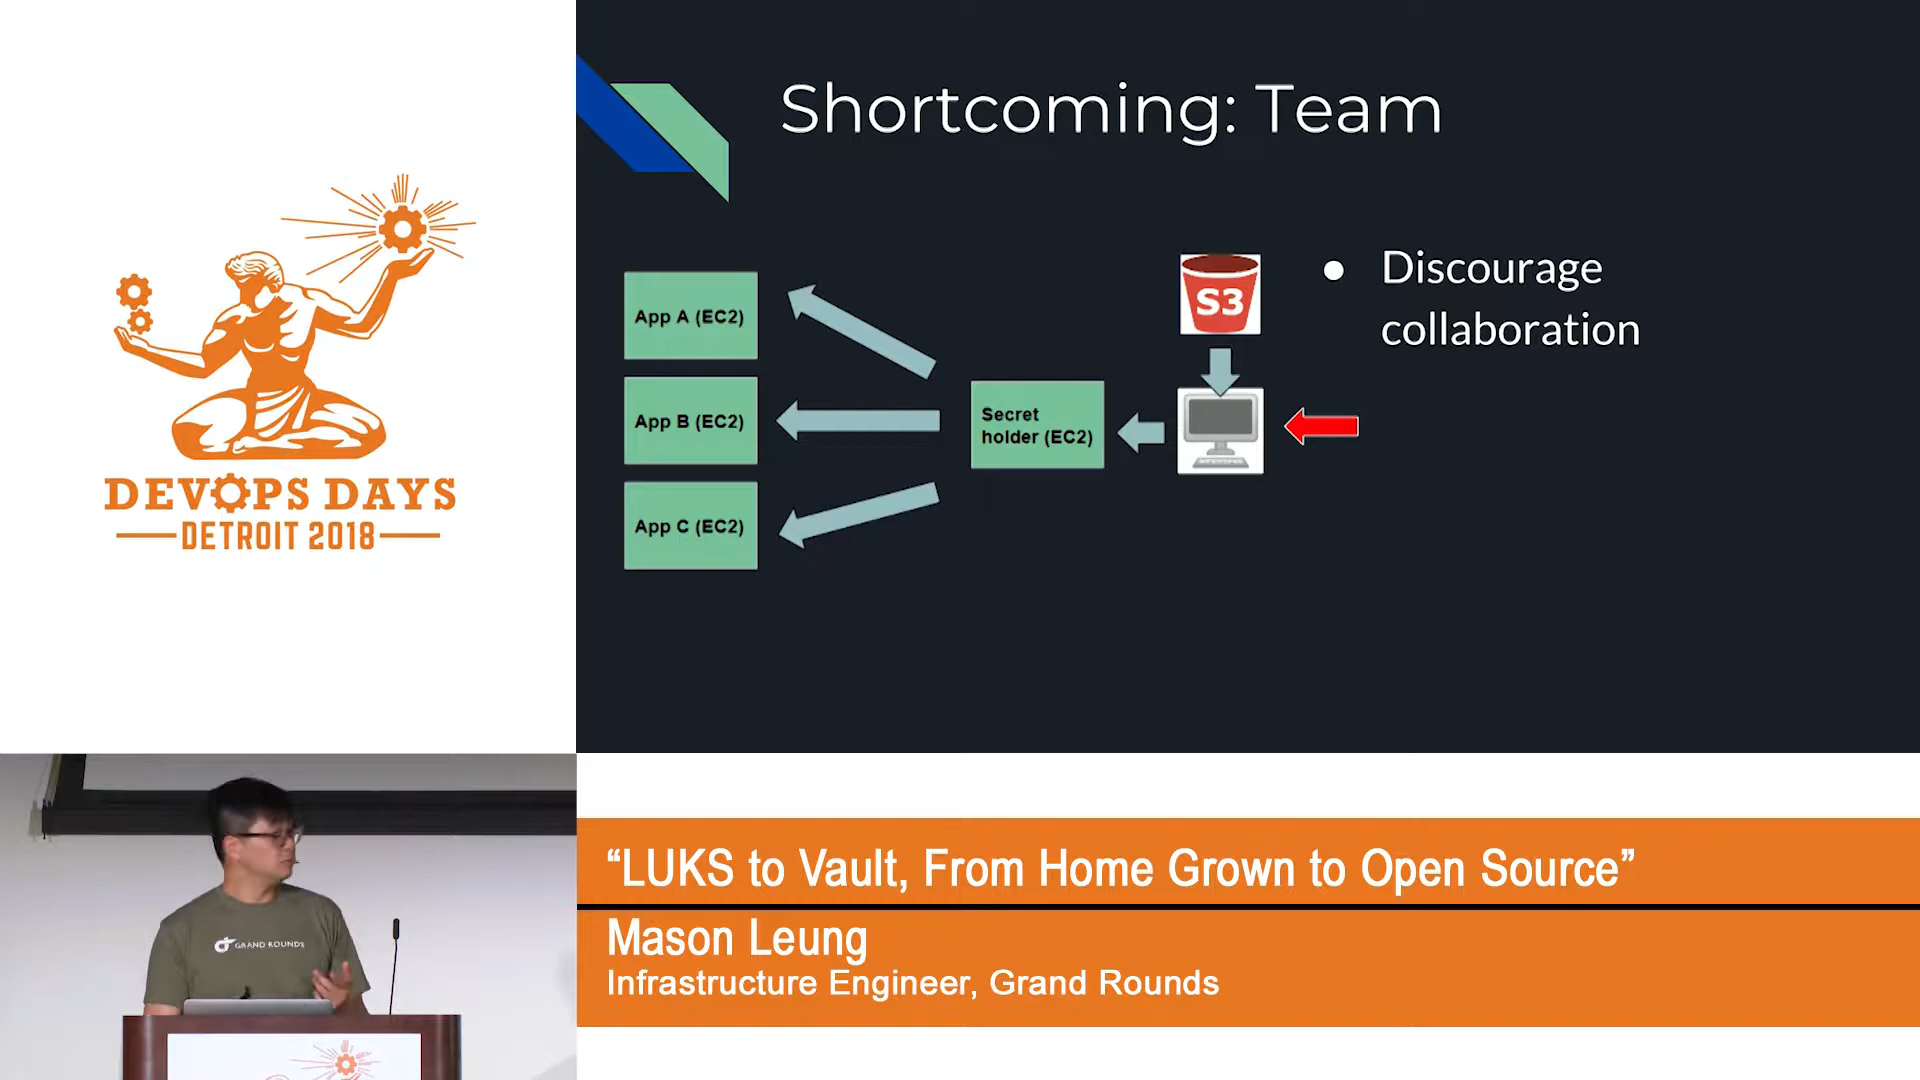 Shortcoming: Team
App A (EC2)
App B (EC2)
App C (EC2)
Secret
holder (EC2)
S3
● Discourage
collaboration
DEVOPS DAYS
DETROIT 2018
GRAND ROUNDS
“LUKS to Vault, From Home Grown to Open Source”
Mason Leung
Infrastructure Engineer, Grand Rounds